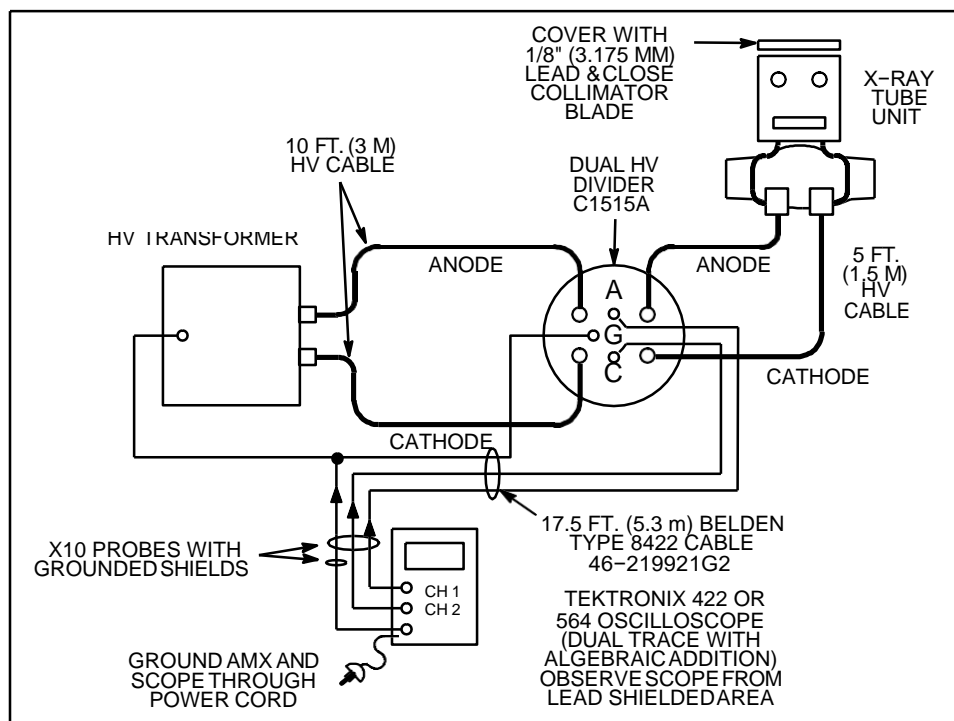 COVER WITH
1/8" (3.175 MM)
LEAD & CLOSE
COLLIMATOR
BLADE
X-RAY
TUBE
UNIT
10 FT. (3 M)
HV CABLE
DUAL HV
DIVIDER
C1515A
HV TRANSFORMER
ANODE
ANODE
5 FT.
(1.5 M)
HV
CABLE
A
G
C
CATHODE
CATHODE
X10 PROBES WITH
GROUNDED SHIELDS
CH 1
CH 2
17.5 FT. (5.3 m) BELDEN
TYPE 8422 CABLE
46-219921G2
GROUND AMX AND
SCOPE THROUGH
POWER CORD
TEKTRONIX 422 OR
564 OSCILLOSCOPE
(DUAL TRACE WITH
ALGEBRAIC ADDITION)
OBSERVE SCOPE FROM
LEAD SHIELDED AREA